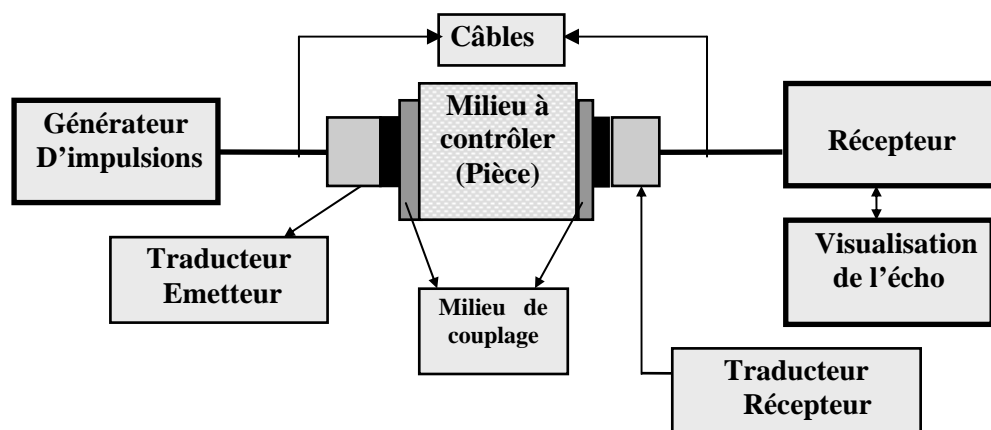 Câbles
Générateur
D'impulsions
Milieu à
contrôler
(Pièce)
Récepteur
Traducteur
Emetteur
Milieu de
couplage
Visualisation
de l'écho
Traducteur
Récepteur